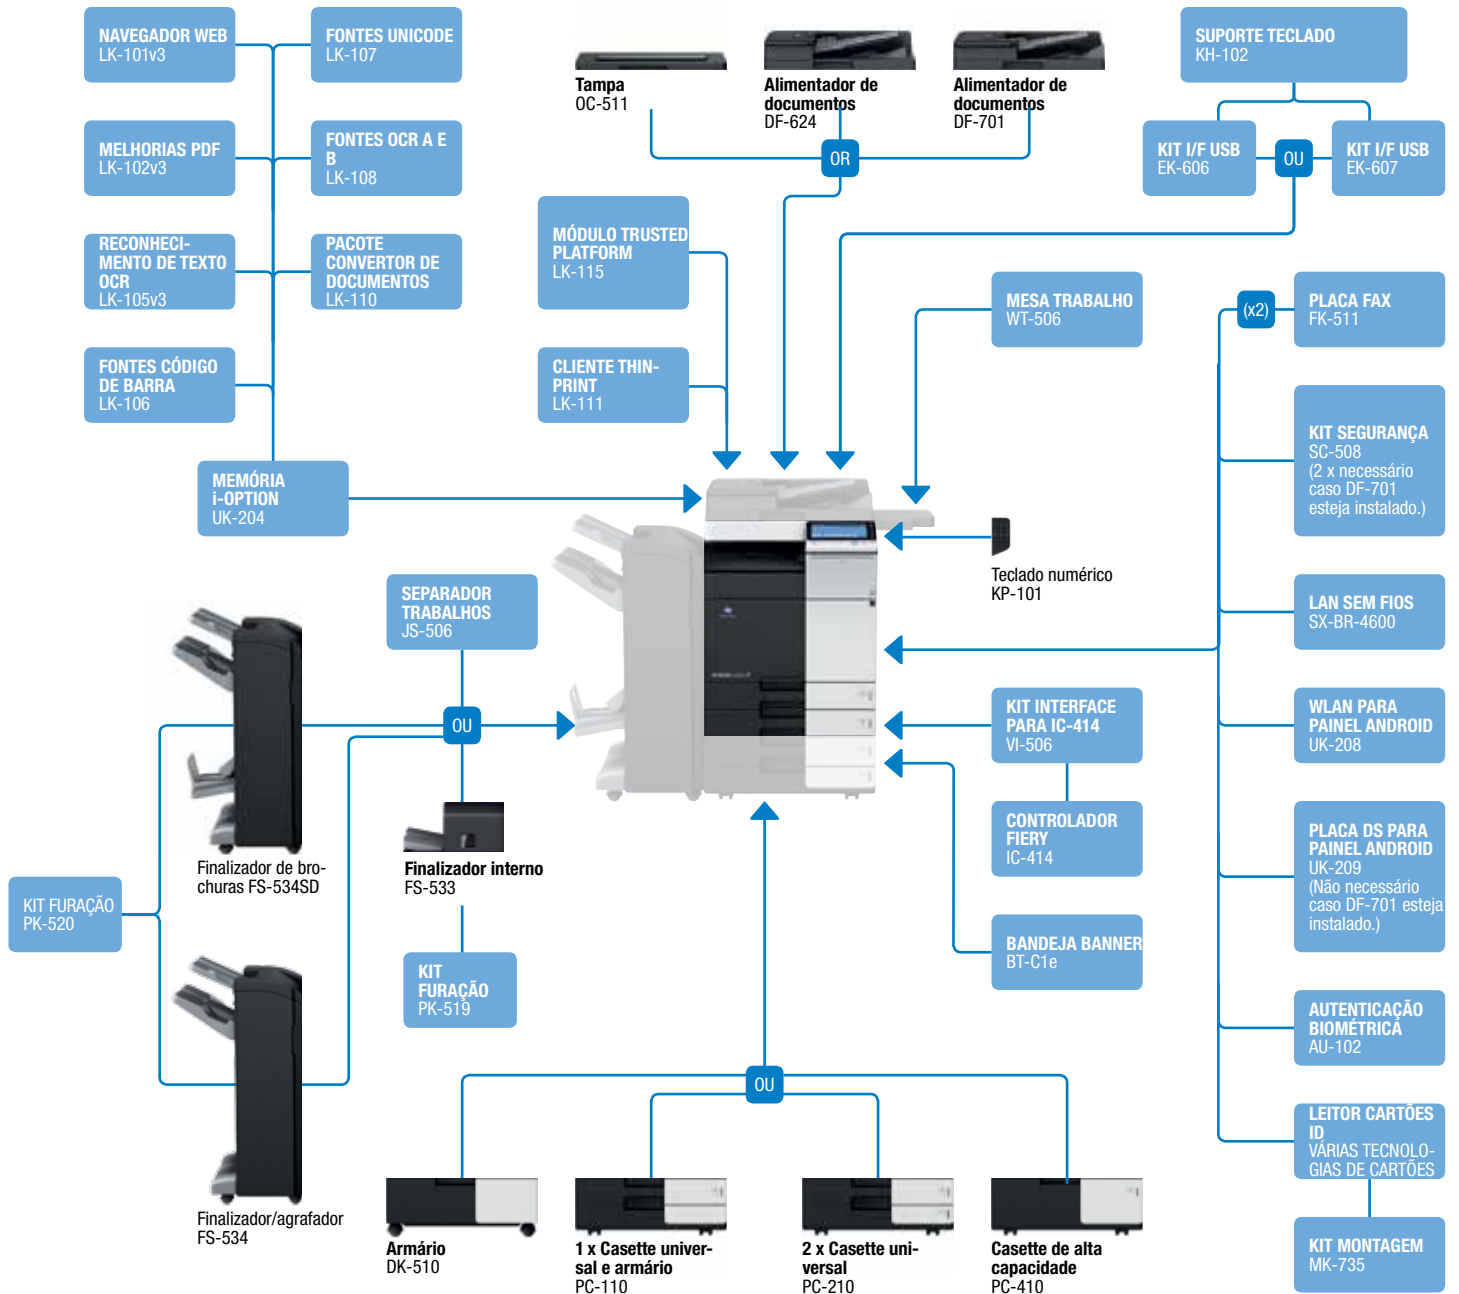 NAVEGADOR WEB
LK-101v3
FONTES UNICODE
LK-107
MELHORIAS PDF
LK-102v3
FONTES OCR A E
B
LK-108
RECONHECI-
MENTO DE TEXTO
OCR
LK-105v3
PACOTE
CONVERTOR DE
DOCUMENTOS
LK-110
FONTES CÓDIGO
DE BARRA
LK-106
MEMÓRIA
i-OPTION
UK-204
Tampa
OC-511
Alimentador de
documentos
DF-624
Alimentador de
documentos
DF-701
OR
MÓDULO TRUSTED
PLATFORM
LK-115
CLIENTE THIN-
PRINT
LK-111
SUPORTE TECLADO
KH-102
KIT I/F USB
EK-606
OU
KIT I/F USB
EK-607
MESA TRABALHO
WT-506
(x2)
PLACA FAX
FK-511
KIT SEGURANÇA
SC-508
(2 x necessário
caso DF-701
esteja instalado.)
Teclado numérico
KP-101
LAN SEM FIOS
SX-BR-4600
SEPARADOR
TRABALHOS
JS-506
OU
KIT INTERFACE
PARA IC-414
VI-506
WLAN PARA
PAINEL ANDROID
UK-208
CONTROLADOR
FIERY
IC-414
PLACA DS PARA
PAINEL ANDROID
UK-209
(Não necessário
caso DF-701 esteja
instalado.)
Finalizador de bro-
churas FS-534SD
Finalizador interno
FS-533
KIT FURAÇÃO
PK-520
KIT
FURAÇÃO
PK-519
BANDEJA BANNER
BT-C1e
AUTENTICAÇÃO
BIOMÉTRICA
AU-102
OU
LEITOR CARTÕES
ID
VÁRIAS TECNOLO-
GIAS DE CARTÕES
Finalizador/agrafador
FS-534
Armário
DK-510
1 x Casette univer-
sal e armário
PC-110
2 x Casette uni-
versal
PC-210
Casette de alta
capacidade
PC-410
KIT MONTAGEM
MK-735